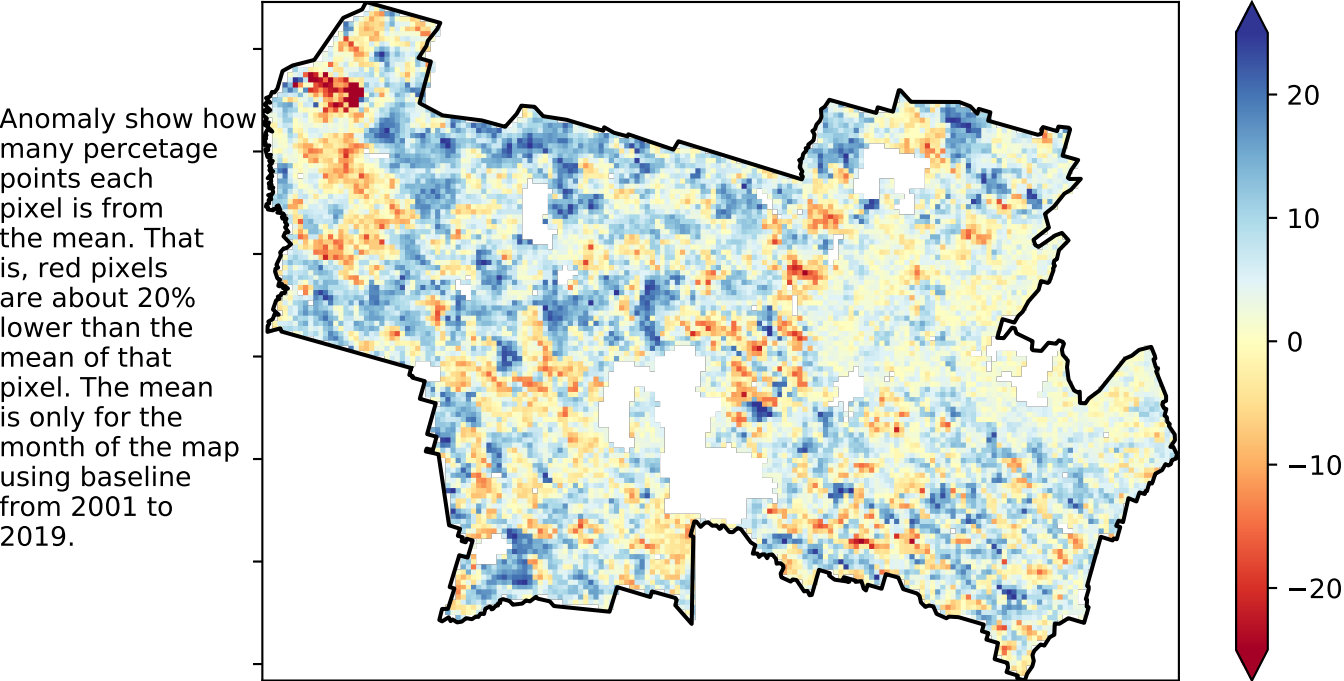 Anomaly show how
many percetage
points each
pixel is from
the mean. That
is, red pixels
are about 20%
lower than the
mean of that
pixel. The mean
is only for the
month of the map
using baseline
from 2001 to
2019.
20
10
0
−10
−20